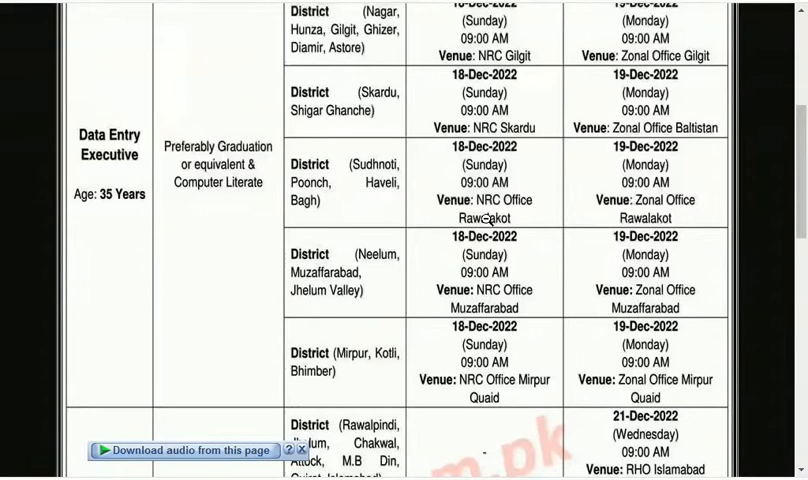 District (Nagar,
Hunza, Gilgit, Ghizer,
Diamir, Astore)
18-Dec-2022
(Sunday)
09:00 AM
Venue: NRC Gilgit
19-Dec-2022
(Monday)
09:00 AM
Venue: Zonal Office Gilgit
Data Entry
Executive
Age: 35 Years
Preferably Graduation
or equivalent &
Computer Literate
District (Skardu,
Shigar Ghanche)
18-Dec-2022
(Sunday)
09:00 AM
Venue: NRC Skardu
19-Dec-2022
(Monday)
09:00 AM
Venue: Zonal Office Baltistan
District (Sudhnoti,
Poonch, Haveli,
Bagh)
18-Dec-2022
(Sunday)
09:00 AM
Venue: NRC Office
Rawalakot
19-Dec-2022
(Monday)
09:00 AM
Venue: Zonal Office
Rawalakot
District (Neelum,
Muzaffarabad,
Jhelum Valley)
18-Dec-2022
(Sunday)
09:00 AM
Venue: NRC Office
Muzaffarabad
19-Dec-2022
(Monday)
09:00 AM
Venue: Zonal Office
Muzaffarabad
District (Mirpur, Kotli,
Bhimber)
18-Dec-2022
(Sunday)
09:00 AM
Venue: NRC Office Mirpur
Quaid
19-Dec-2022
(Monday)
09:00 AM
Venue: Zonal Office Mirpur
Quaid
District (Rawalpindi,
Chakwal,
M.B Din,
-
21-Dec-2022
(Wednesday)
09:00 AM
Venue: RHO Islamabad
Download audio from this page
? X
m.pk